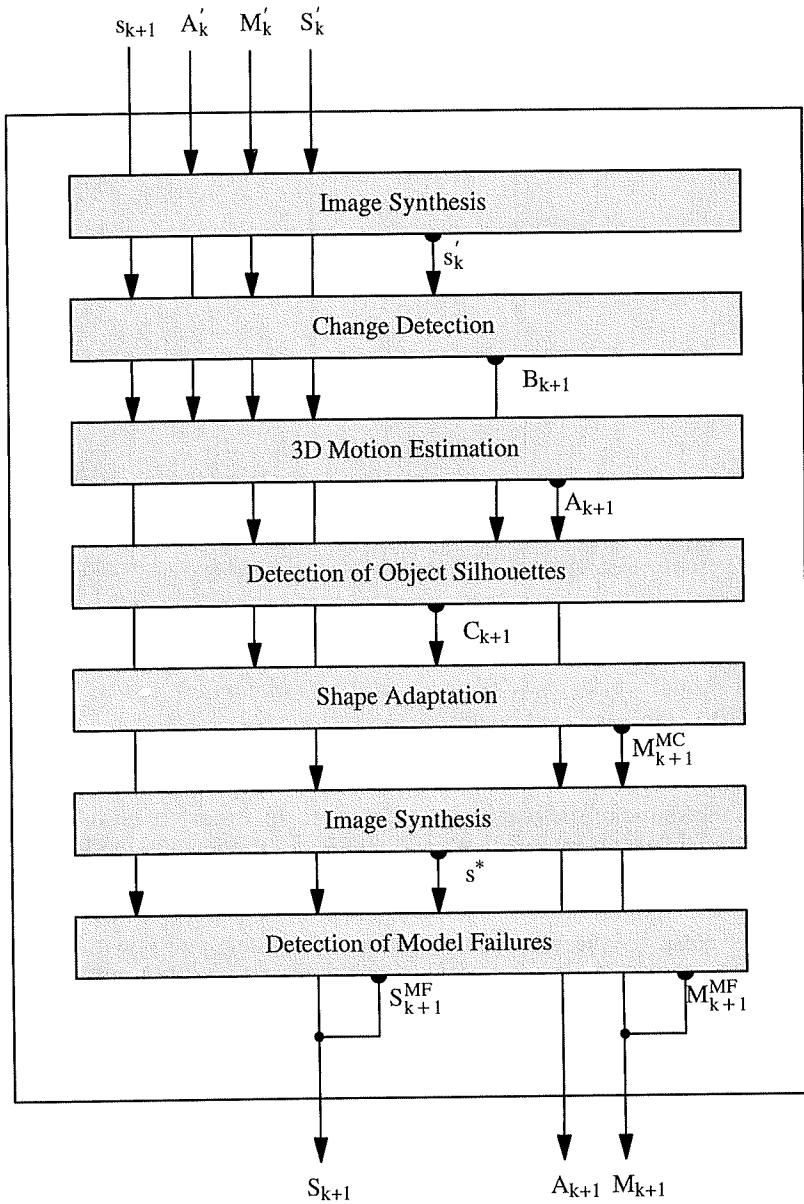 s_{k+1} A'_k M'_k S'_k
Image Synthesis
s'_k
Change Detection
B_{k+1}
3D Motion Estimation
A_{k+1}
Detection of Object Silhouettes
C_{k+1}
Shape Adaptation
M^{MC}_{k+1}
Image Synthesis
s^*
Detection of Model Failures
S^{MF}_{k+1} M^{MF}_{k+1}
S_{k+1} A_{k+1} M_{k+1}